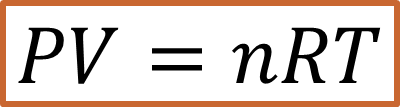 PV = nRT